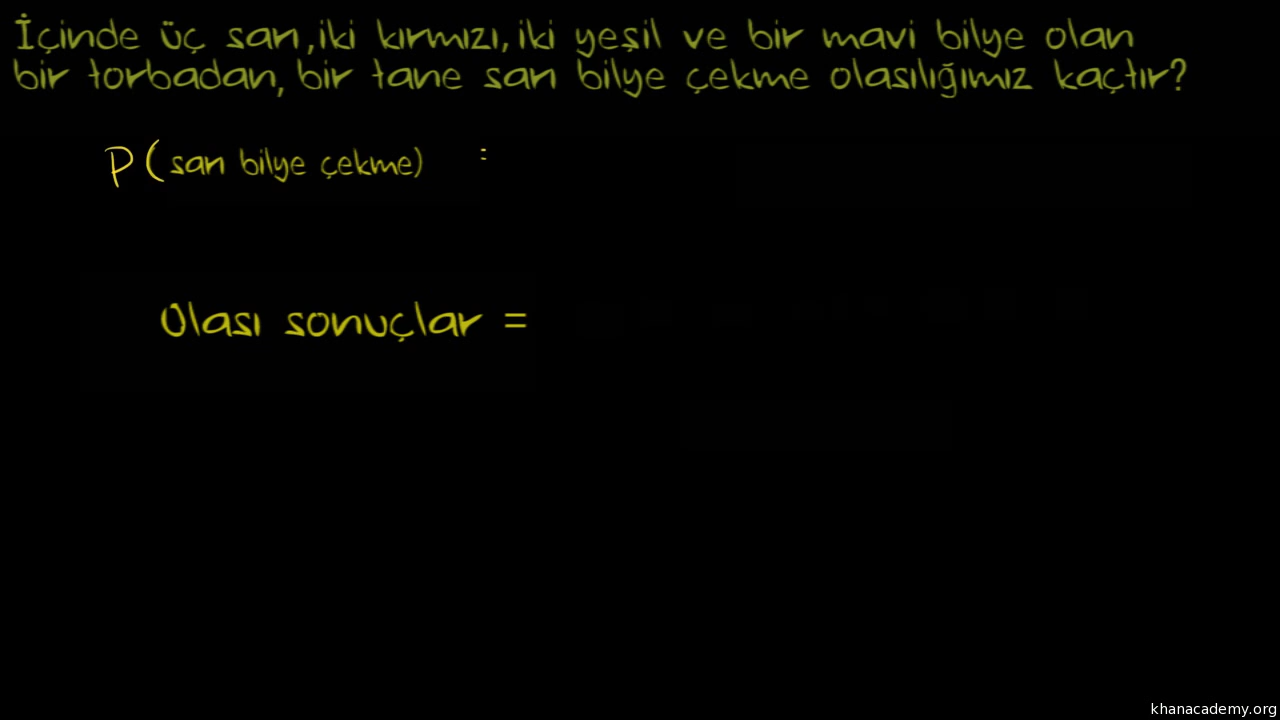 İçinde üç sarı, iki kırmızı, iki yeşil ve bir mavi bilye olan
bir torbadan, bir tane sarı bilye çekme olasılığımız kaçtır?
P (sarı bilye çekme) =
Olası sonuçlar =
khanacademy.org